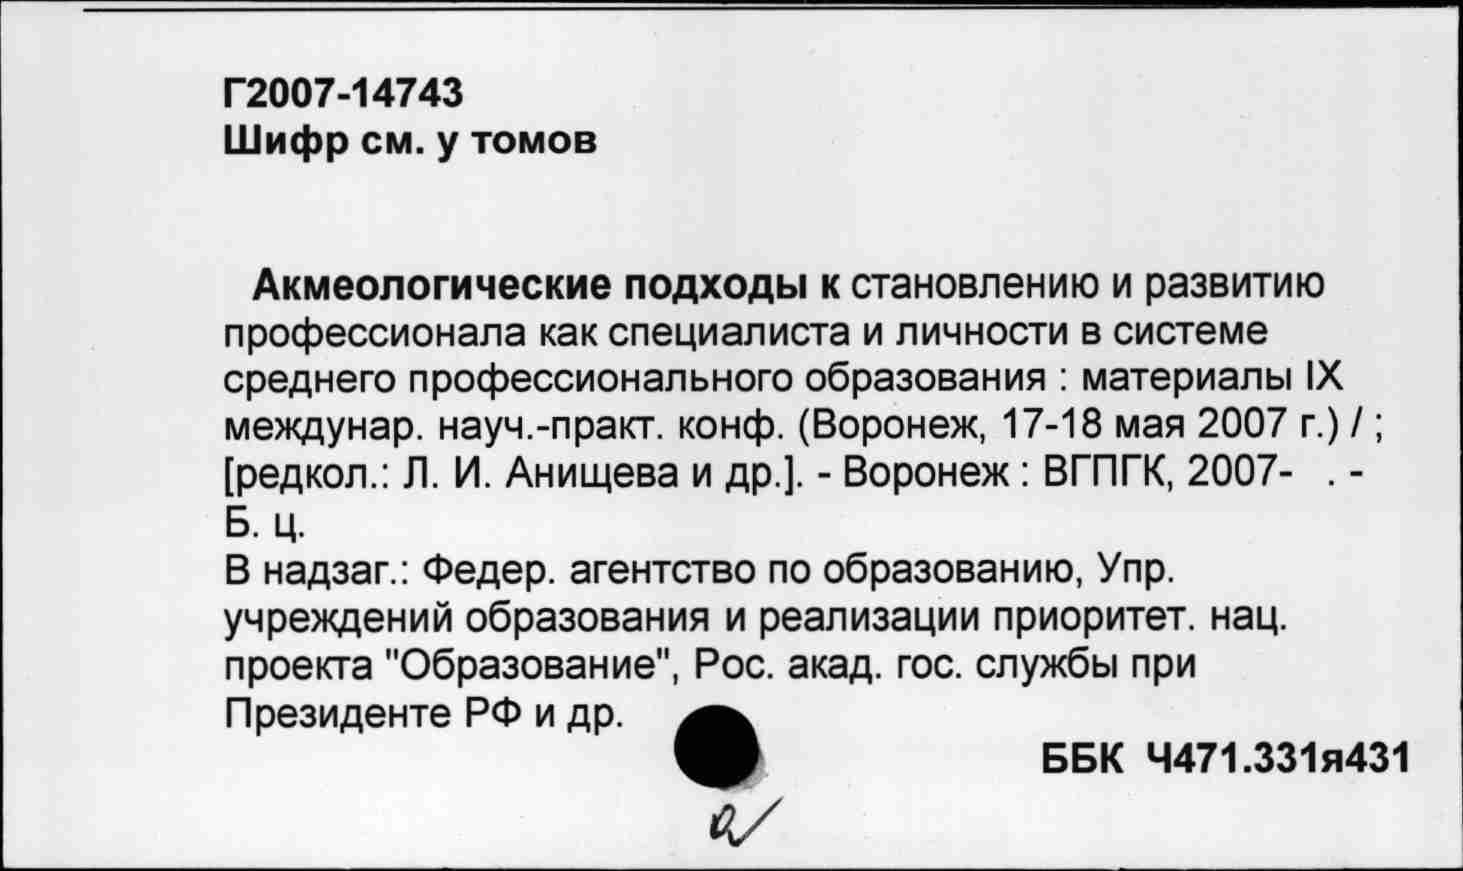 Г2007-14743
Шифр см. у томов
Акмеологические подходы к становлению и развитию
профессионала как специалиста и личности в системе
среднего профессионального образования : материалы IX
междунар. науч.-практ. конф. (Воронеж, 17-18 мая 2007 г.) / ;
[редкол.: Л. И. Анищева и др.]. - Воронеж : ВГПГК, 2007-   . -
Б. ц.
В надзаг.: Федер. агентство по образованию, Упр.
учреждений образования и реализации приоритет. нац.
проекта "Образование", Рос. акад. гос. службы при
Президенте РФ и др.
ББК Ч471.331я431